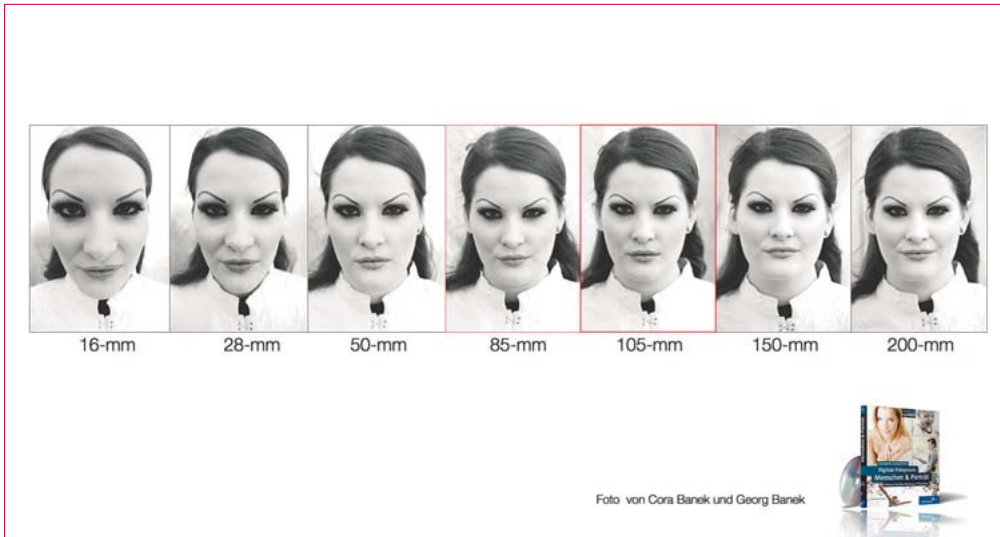 16-mm
28-mm
50-mm
85-mm
105-mm
150-mm
200-mm
Foto von Cora Banek und Georg Banek
Digitale Fotopraxis
Menschen & Porträt